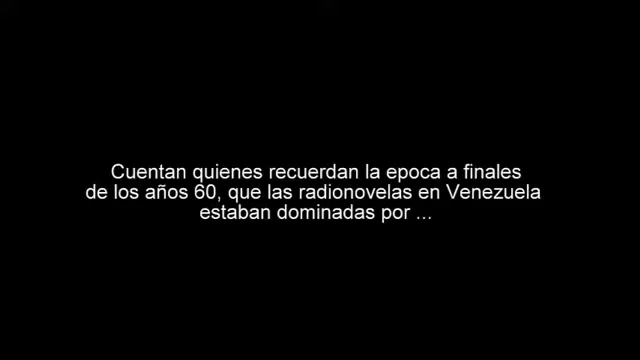 Cuentan quienes recuerdan la epoca a finales
de los años 60, que las radionovelas en Venezuela
estaban dominadas por ...